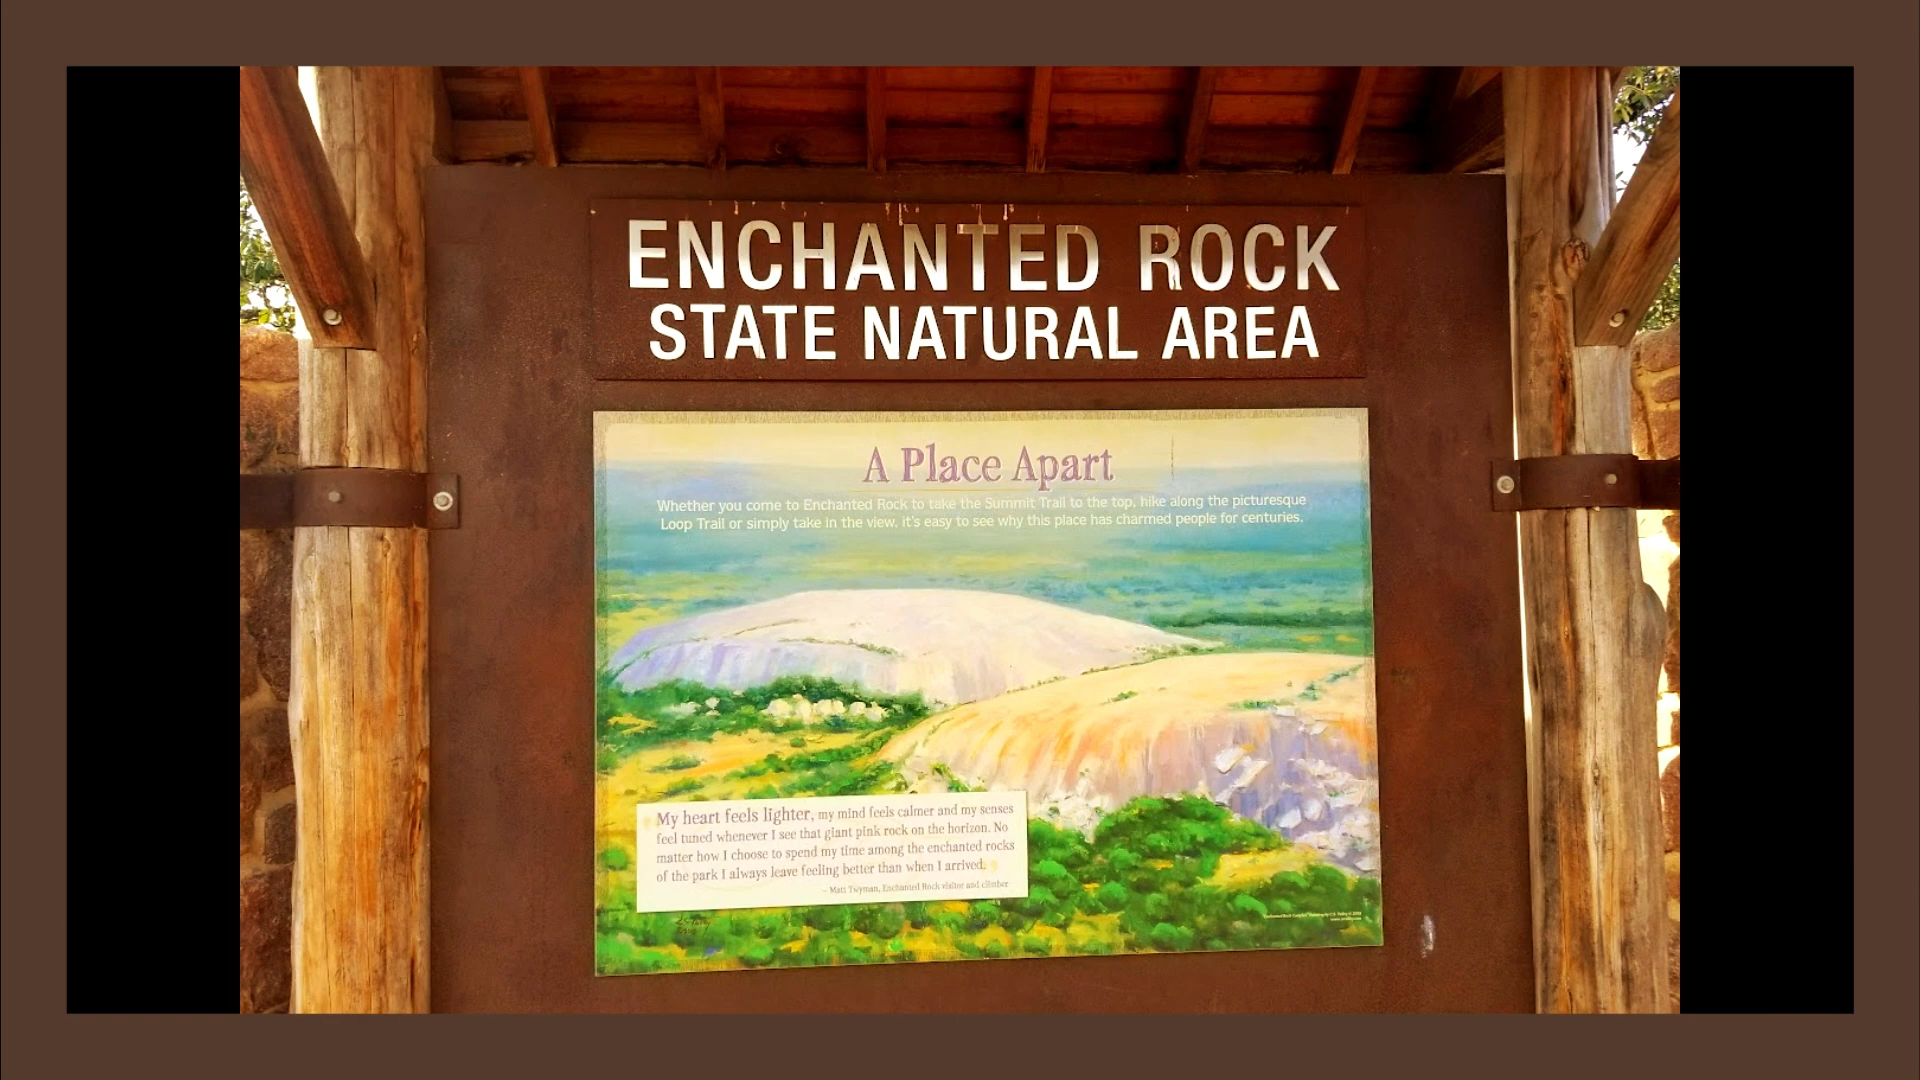 ENCHANTED ROCK
STATE NATURAL AREA
A Place Apart
Whether you come to Enchanted Rock to take the Summit Trail to the top, hike along the picturesque
Loop Trail or simply take in the view, it's easy to see why this place has charmed people for centuries.
My heart feels lighter, my mind feels calmer and my senses
feel tuned whenever I see that giant pink rock on the horizon. No
matter how I choose to spend my time among the enchanted rocks
of the park I always leave feeling better than when I arrived.
– Matt Twyman, Enchanted Rock visitor and climber